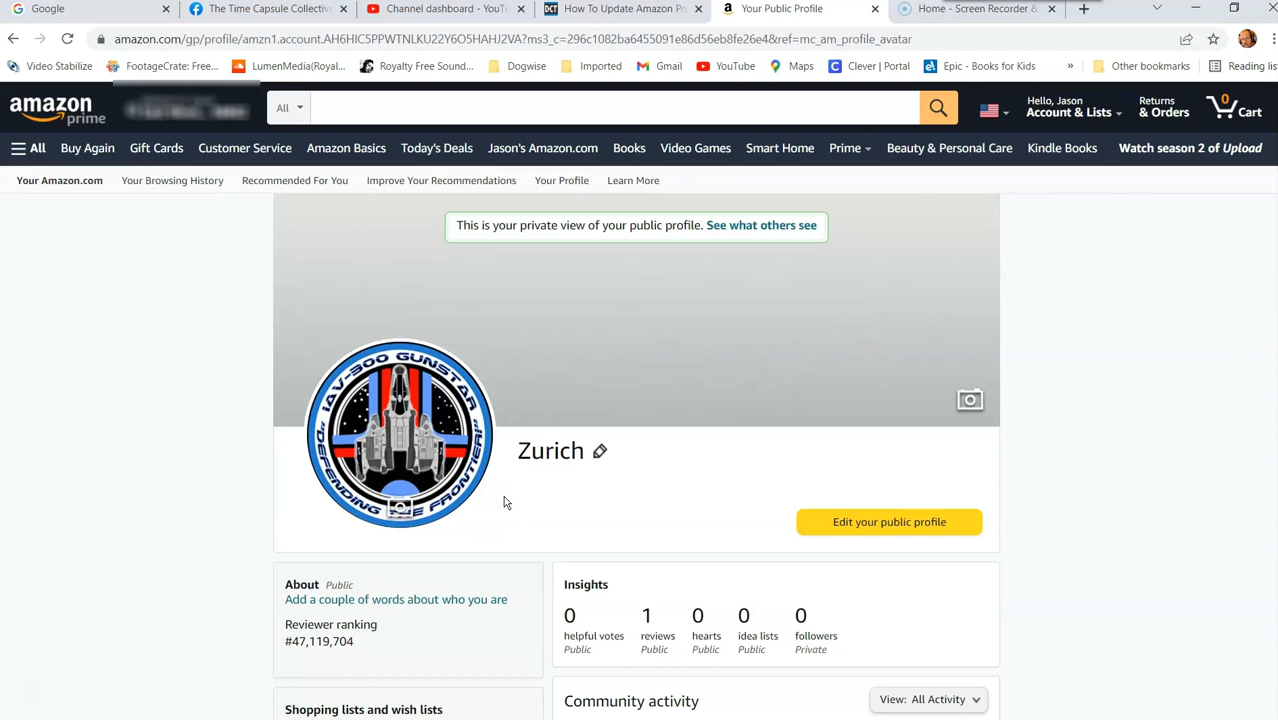 Google
The Time Capsule Collectiv
Channel dashboard - YouTu
DCT How To Update Amazon Pr
Your Public Profile
Home - Screen Recorder &
amazon.com/gp/profile/amzn1.account.AH6HIC5PPWTNLKU22Y6O5HAHJ2VA?ms3_c=296c1082ba6455091e86d56eb8fe26e4&ref=mc_am_profile_avatar
Video Stabilize FootageCrate: Free... LumenMedia(Royal... Royalty Free Soun... Dogwise Imported Gmail YouTube Maps Clever | Portal Epic - Books for Kids » Other bookmarks Reading list
amazon prime
All
Hello, Jason
Account & Lists
Returns
& Orders
0
Cart
All Buy Again Gift Cards Customer Service Amazon Basics Today's Deals Jason's Amazon.com Books Video Games Smart Home Prime Beauty & Personal Care Kindle Books Watch season 2 of Upload
Your Amazon.com Your Browsing History Recommended For You Improve Your Recommendations Your Profile Learn More
This is your private view of your public profile. See what others see
IAV-300 GUNSTAR
"DEFENDING THE FRONTIER!"
Zurich
Edit your public profile
About Public
Add a couple of words about who you are
Reviewer ranking
#47,119,704
Insights
0 1 0 0 0
helpful votes reviews hearts idea lists followers
Public Public Public Public Private
Shopping lists and wish lists
Community activity
View: All Activity